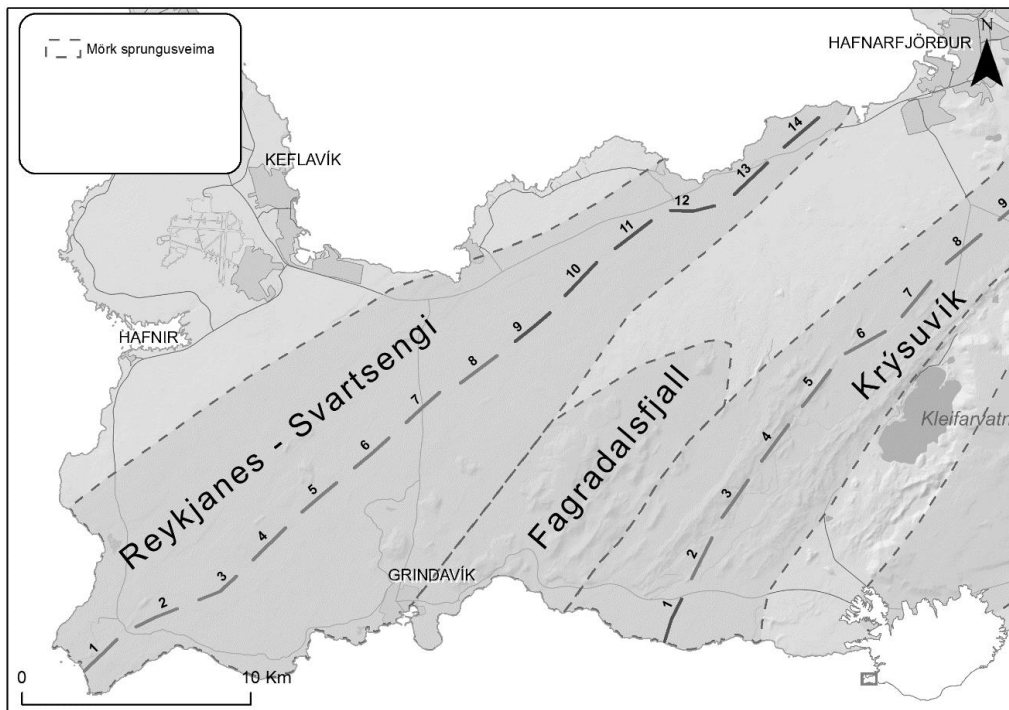 Mörk sprungusveima
HAFNARFJÖRÐUR
N
KEFLAVÍK
HAFNIR
GRINDAVÍK
Reykjanes - Svartsengi
Fagradalsfjall
Krýsuvík
Kleifarvatn
1
2
3
4
5
6
7
8
9
10
11
12
13
14
1
2
3
4
5
6
7
8
9
0
10 Km